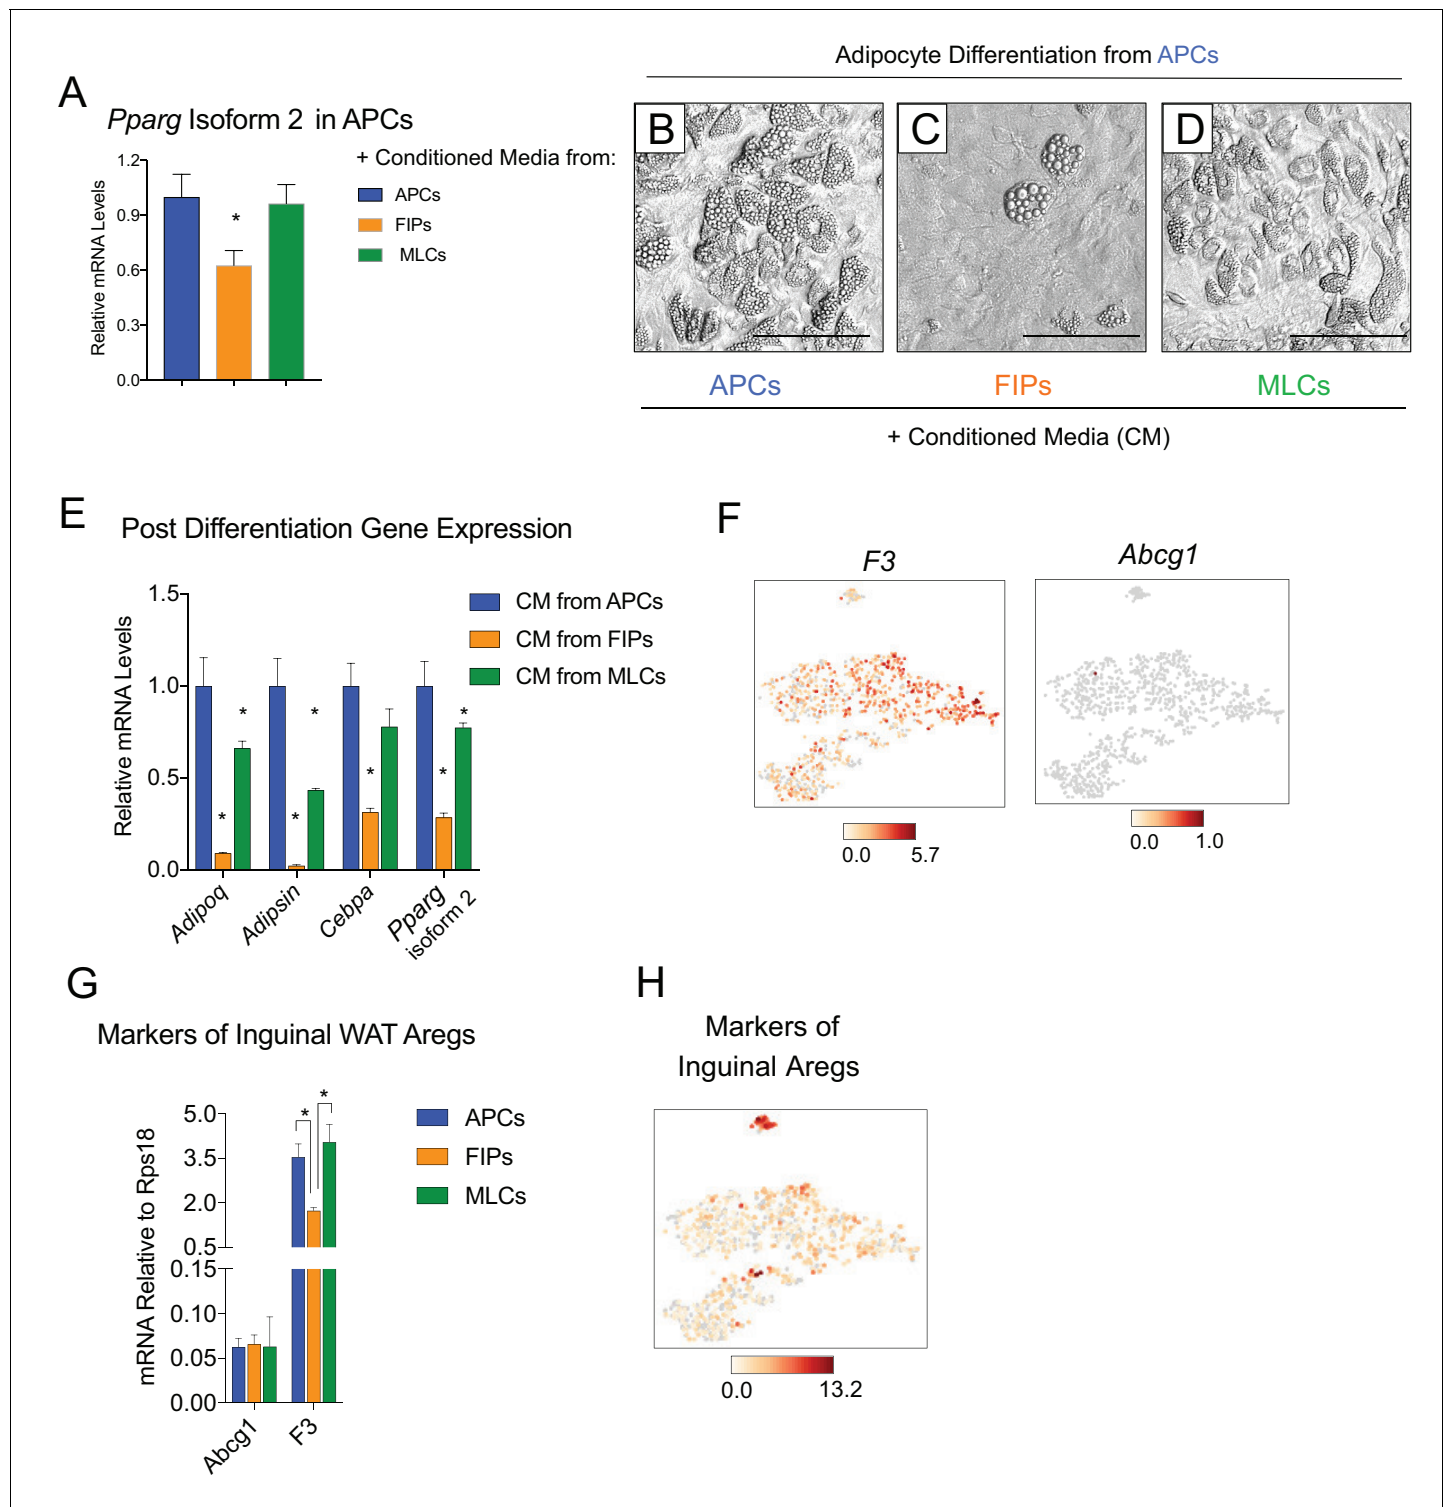 A
Pparg Isoform 2 in APCs
+ Conditioned Media from:
APCs
FIPs
MLCs
Relative mRNA Levels
1.2
0.9
0.6
0.3
0.0
*
Adipocyte Differentiation from APCs
B
C
D
APCs
FIPs
MLCs
+ Conditioned Media (CM)
E
Post Differentiation Gene Expression
Relative mRNA Levels
1.5
1.0
0.5
0.0
CM from APCs
CM from FIPs
CM from MLCs
* *
* *
* *
*
Adipoq
Adipsin
Cebpa
Pparg
isoform 2
F
F3
Abcg1
0.0 5.7
0.0 1.0
G
Markers of Inguinal WAT Aregs
mRNA Relative to Rps18
5.0
3.5
2.0
0.5
0.15
0.10
0.05
0.00
* *
APCs
FIPs
MLCs
Abcg1
F3
H
Markers of
Inguinal Aregs
0.0 13.2